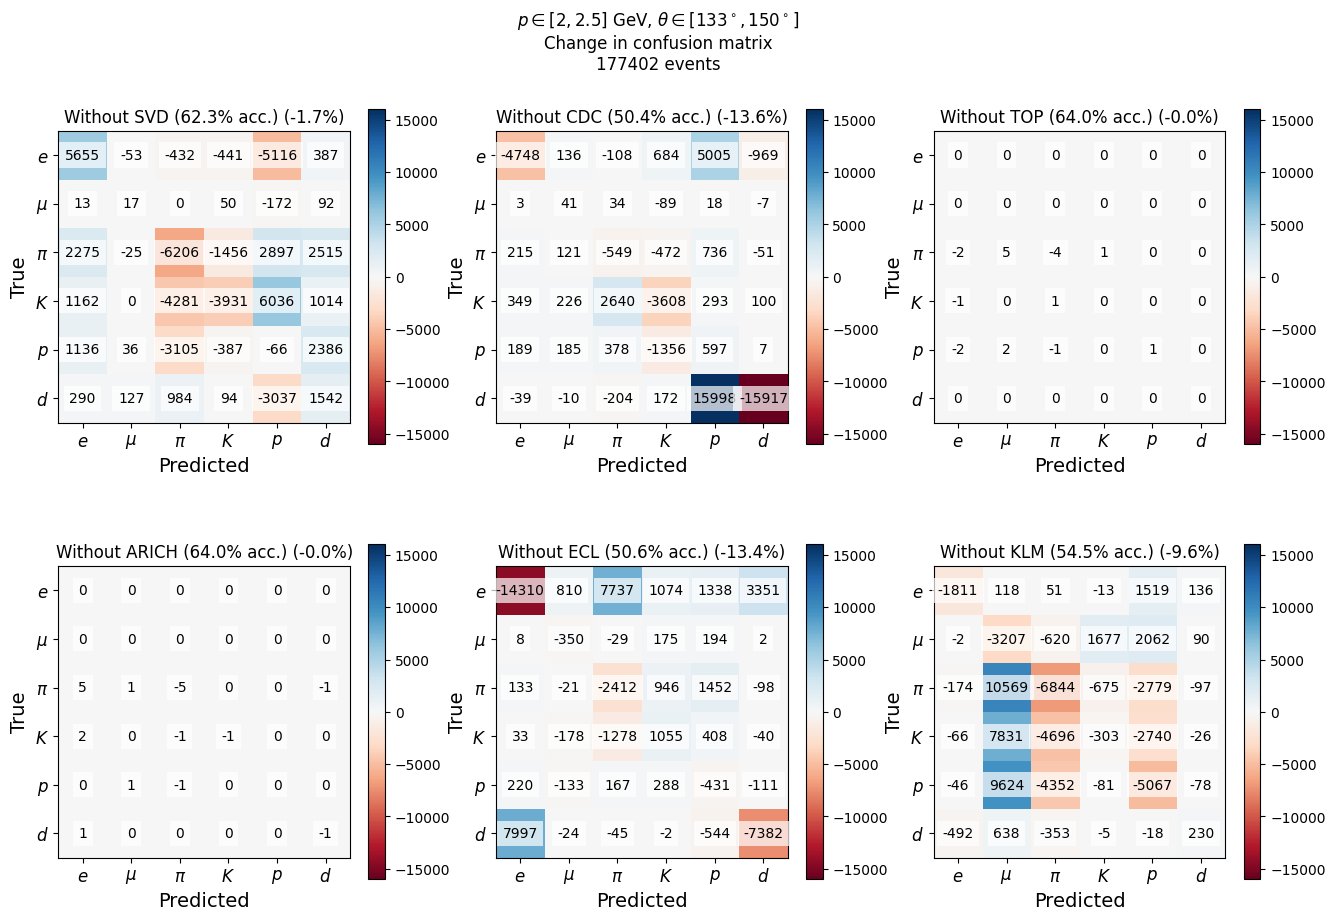 p ∈ [2, 2.5] GeV, θ ∈ [133°, 150°]
Change in confusion matrix
177402 events
Without SVD (62.3% acc.) (-1.7%)
e 5655 -53 -432 -441 -5116 387
μ 13 17 0 50 -172 92
π 2275 -25 -6206 -1456 2897 2515
K 1162 0 -4281 -3931 6036 1014
p 1136 36 -3105 -387 -66 2386
d 290 127 984 94 -3037 1542
e μ π K p d
Predicted
True
15000
10000
5000
0
−5000
−10000
−15000
Without CDC (50.4% acc.) (-13.6%)
e -4748 136 -108 684 5005 -969
μ 3 41 34 -89 18 -7
π 215 121 -549 -472 736 -51
K 349 226 2640 -3608 293 100
p 189 185 378 -1356 597 7
d -39 -10 -204 172 15998 -15917
e μ π K p d
Predicted
True
15000
10000
5000
0
−5000
−10000
−15000
Without TOP (64.0% acc.) (-0.0%)
e 0 0 0 0 0 0
μ 0 0 0 0 0 0
π -2 5 -4 1 0 0
K -1 0 1 0 0 0
p -2 2 -1 0 1 0
d 0 0 0 0 0 0
e μ π K p d
Predicted
True
15000
10000
5000
0
−5000
−10000
−15000
Without ARICH (64.0% acc.) (-0.0%)
e 0 0 0 0 0 0
μ 0 0 0 0 0 0
π 5 1 -5 0 0 -1
K 2 0 -1 -1 0 0
p 0 1 -1 0 0 0
d 1 0 0 0 0 -1
e μ π K p d
Predicted
True
15000
10000
5000
0
−5000
−10000
−15000
Without ECL (50.6% acc.) (-13.4%)
e -14310 810 7737 1074 1338 3351
μ 8 -350 -29 175 194 2
π 133 -21 -2412 946 1452 -98
K 33 -178 -1278 1055 408 -40
p 220 -133 167 288 -431 -111
d 7997 -24 -45 -2 -544 -7382
e μ π K p d
Predicted
True
15000
10000
5000
0
−5000
−10000
−15000
Without KLM (54.5% acc.) (-9.6%)
e -1811 118 51 -13 1519 136
μ -2 -3207 -620 1677 2062 90
π -174 10569 -6844 -675 -2779 -97
K -66 7831 -4696 -303 -2740 -26
p -46 9624 -4352 -81 -5067 -78
d -492 638 -353 -5 -18 230
e μ π K p d
Predicted
True
15000
10000
5000
0
−5000
−10000
−15000